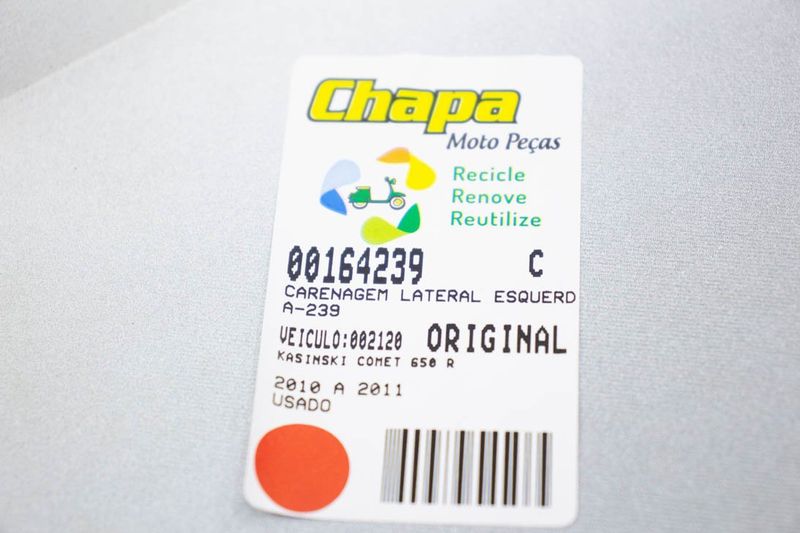 Chapa
Moto Peças
Recicle
Renove
Reutilize
00164239 C
CARENAGEM LATERAL ESQUERD
A-239
VEICULO:002120 ORIGINAL
KASINSKI COMET 650 R
2010 A 2011
USADO